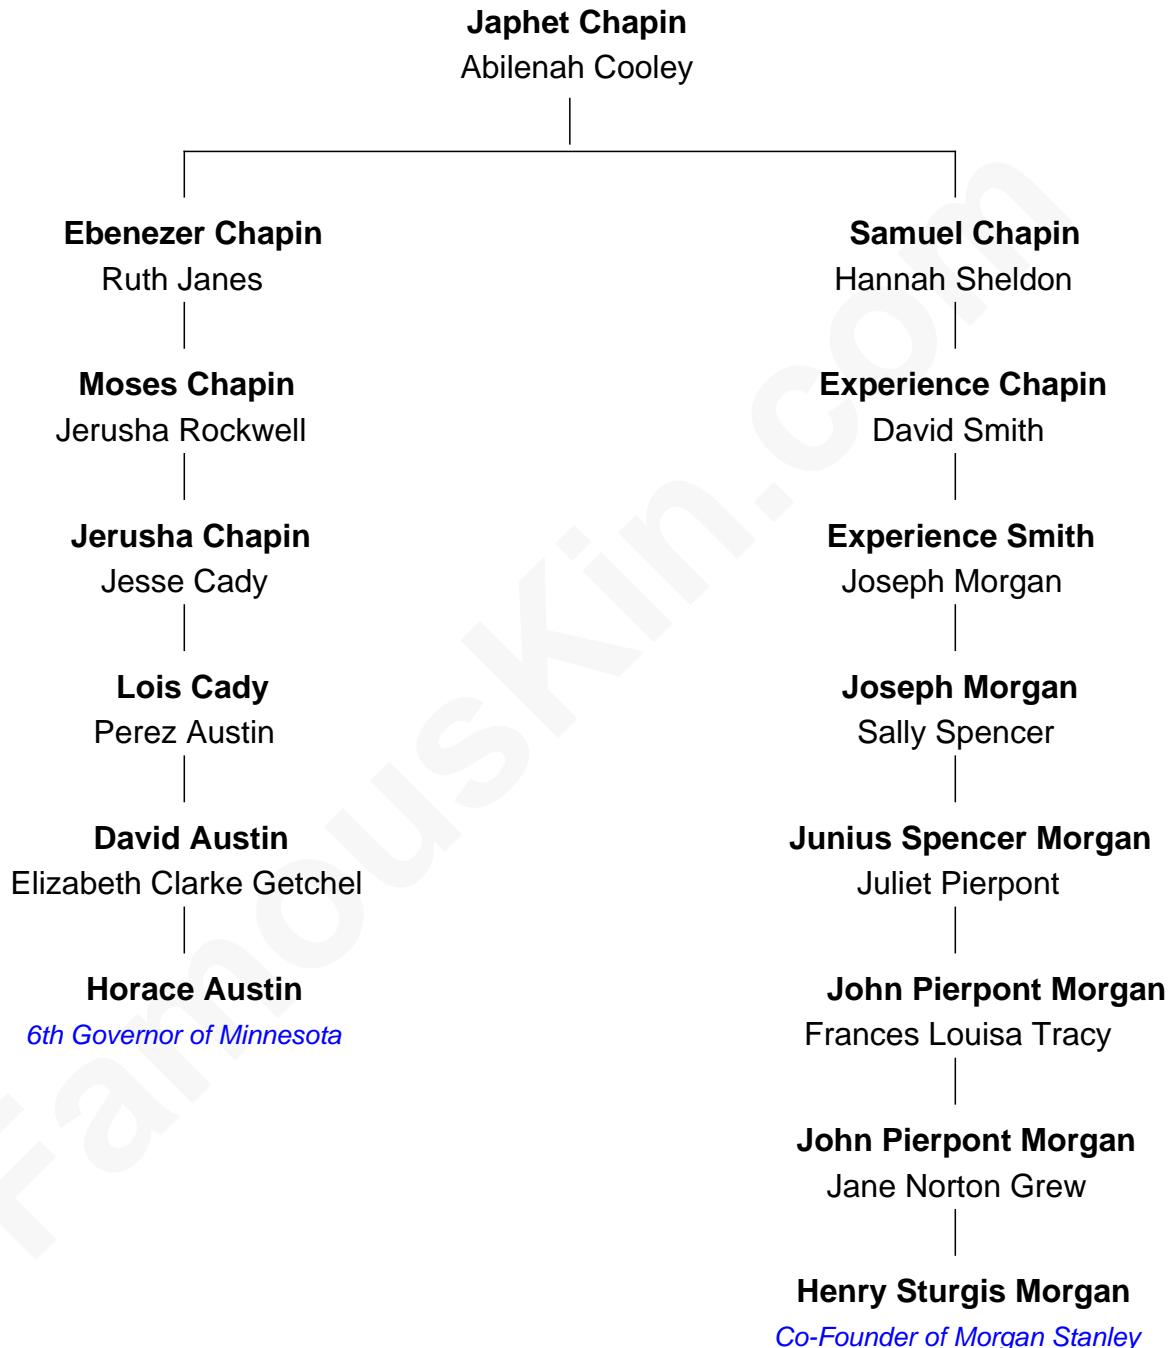 Japhet Chapin
Abilenah Cooley
Ebenezer Chapin
Ruth Janes
Moses Chapin
Jerusha Rockwell
Jerusha Chapin
Jesse Cady
Lois Cady
Perez Austin
David Austin
Elizabeth Clarke Getchel
Horace Austin
6th Governor of Minnesota
Samuel Chapin
Hannah Sheldon
Experience Chapin
David Smith
Experience Smith
Joseph Morgan
Joseph Morgan
Sally Spencer
Junius Spencer Morgan
Juliet Pierpont
John Pierpont Morgan
Frances Louisa Tracy
John Pierpont Morgan
Jane Norton Grew
Henry Sturgis Morgan
Co-Founder of Morgan Stanley
FamousKin.com